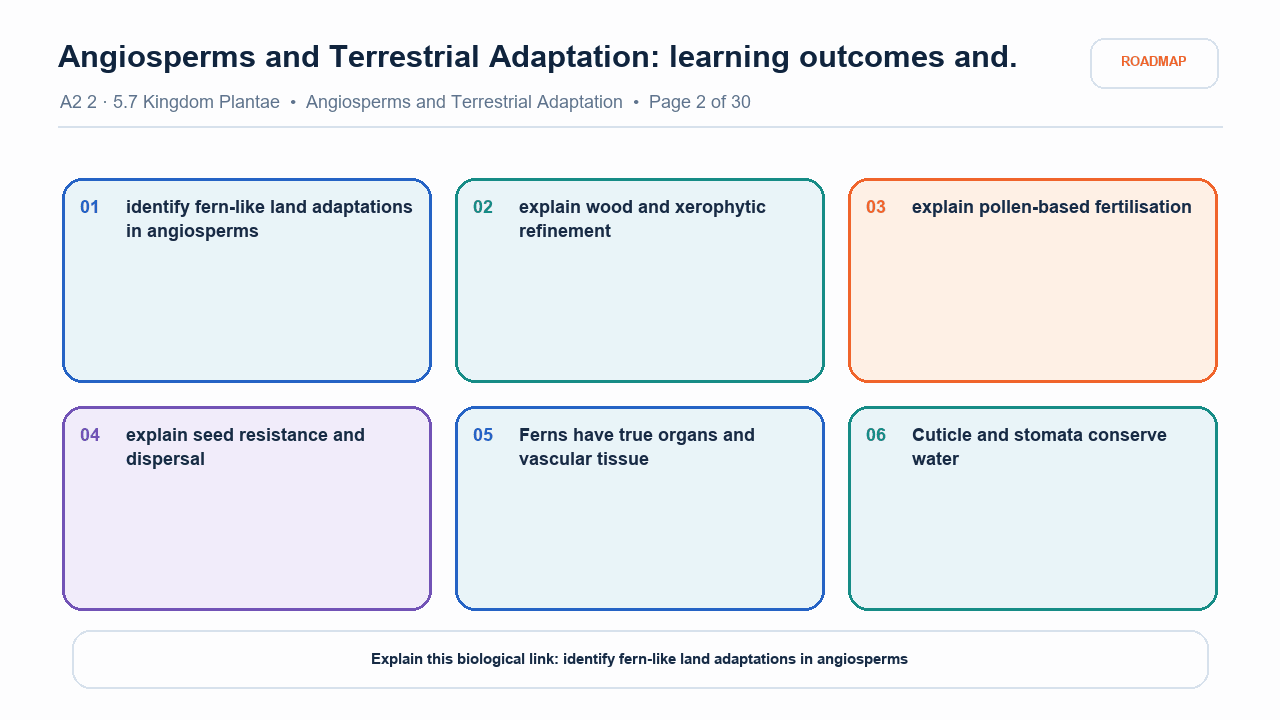 Angiosperms and Terrestrial Adaptation: learning outcomes and.
ROADMAP
A2 2 · 5.7 Kingdom Plantae • Angiosperms and Terrestrial Adaptation • Page 2 of 30
01 identify fern-like land adaptations
in angiosperms
02 explain wood and xerophytic
refinement
03 explain pollen-based fertilisation
04 explain seed resistance and
dispersal
05 Ferns have true organs and
vascular tissue
06 Cuticle and stomata conserve
water
Explain this biological link: identify fern-like land adaptations in angiosperms